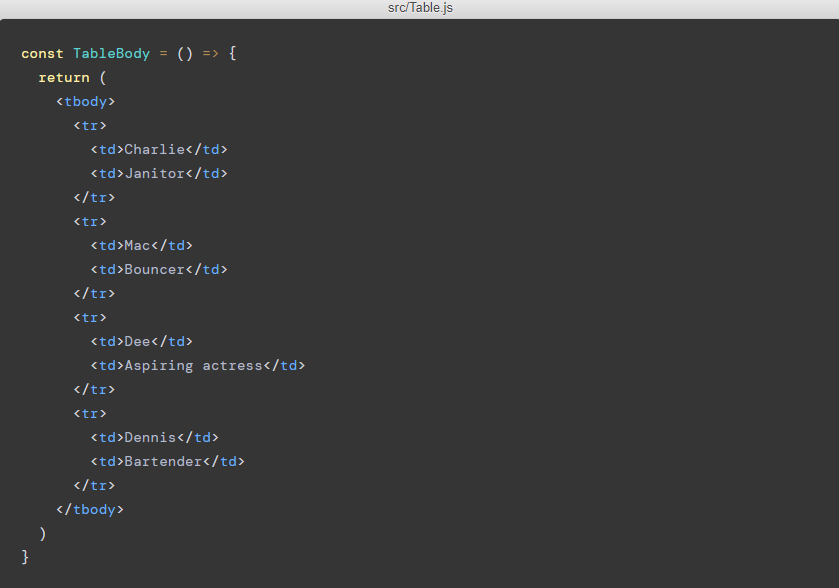 src/Table.js
const TableBody = () => {
  return (
    <tbody>
      <tr>
        <td>Charlie</td>
        <td>Janitor</td>
      </tr>
      <tr>
        <td>Mac</td>
        <td>Bouncer</td>
      </tr>
      <tr>
        <td>Dee</td>
        <td>Aspiring actress</td>
      </tr>
      <tr>
        <td>Dennis</td>
        <td>Bartender</td>
      </tr>
    </tbody>
  )
}